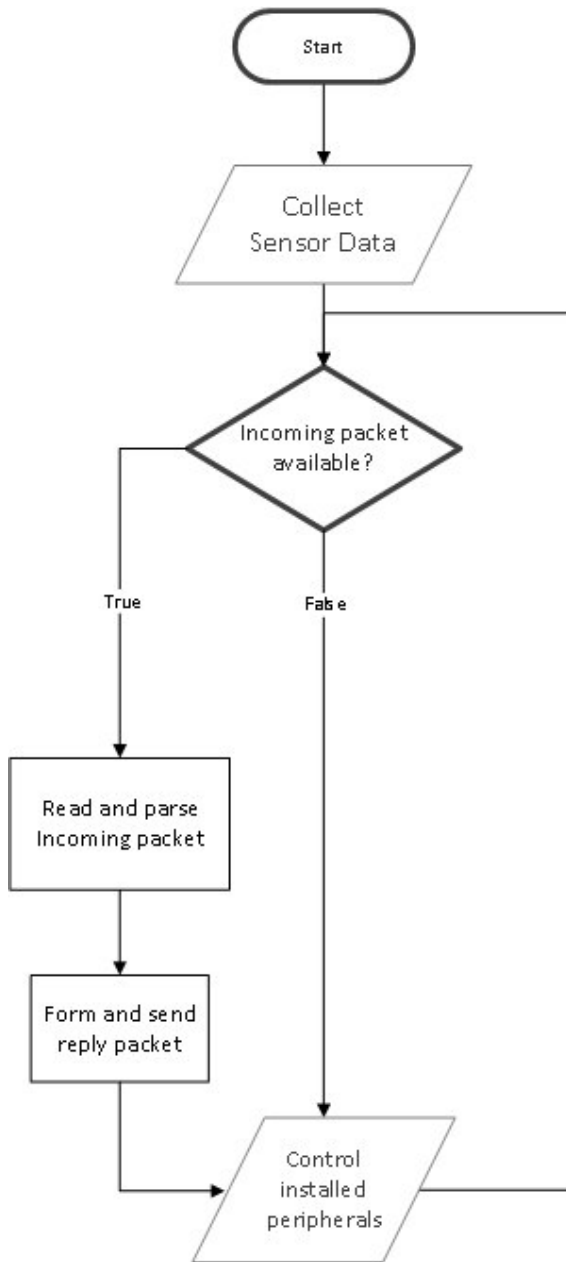 Start
Collect
Sensor Data
Incoming packet
available?
True
False
Read and parse
Incoming packet
Form and send
reply packet
Control
installed
peripherals